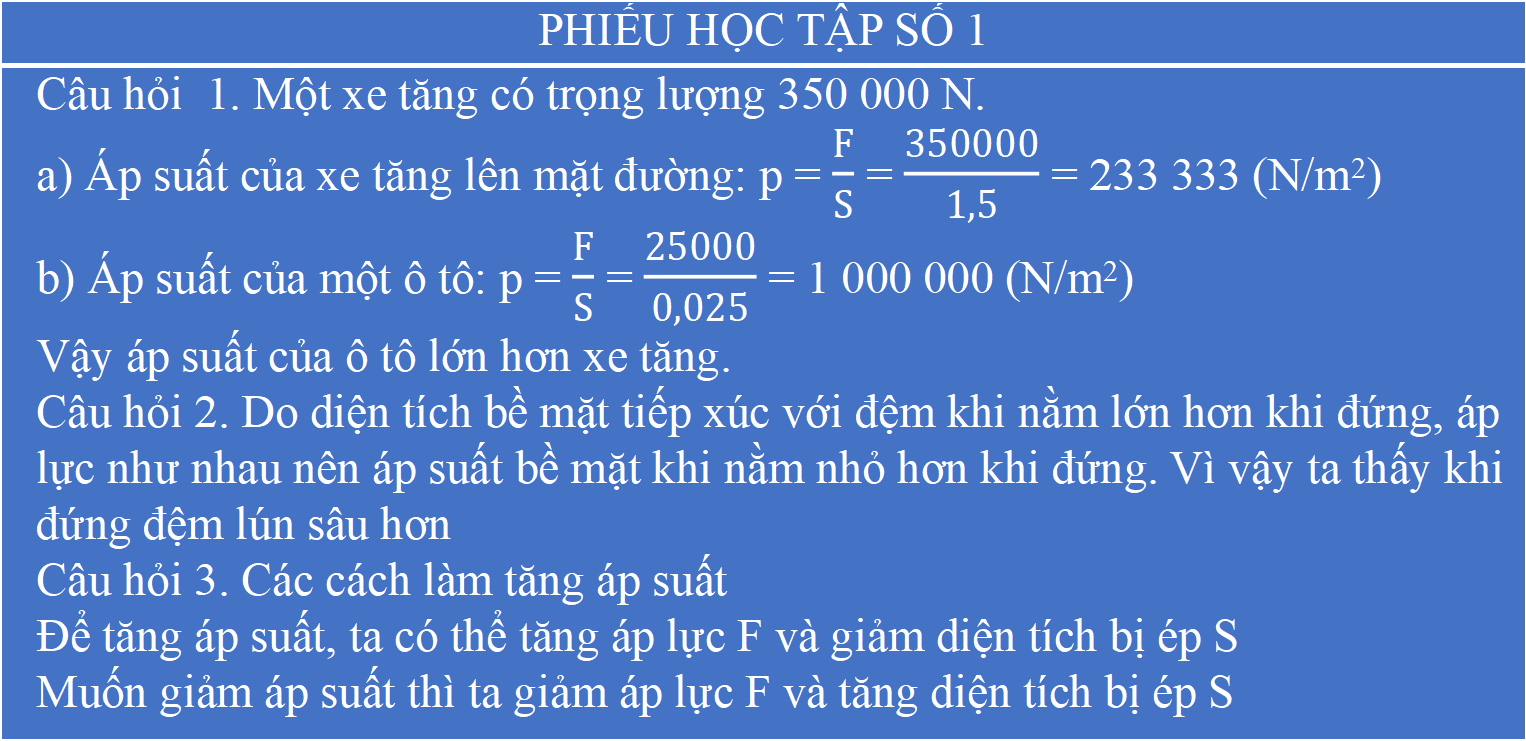 PHIẾU HỌC TẬP SỐ 1
Câu hỏi  1. Một xe tăng có trọng lượng 350 000 N.
a) Áp suất của xe tăng lên mặt đường: p = F/S = 350000/1,5 = 233 333 (N/m²)
b) Áp suất của một ô tô: p = F/S = 25000/0,025 = 1 000 000 (N/m²)
Vậy áp suất của ô tô lớn hơn xe tăng.
Câu hỏi 2. Do diện tích bề mặt tiếp xúc với đệm khi nằm lớn hơn khi đứng, áp
lực như nhau nên áp suất bề mặt khi nằm nhỏ hơn khi đứng. Vì vậy ta thấy khi
đứng đệm lún sâu hơn
Câu hỏi 3. Các cách làm tăng áp suất
Để tăng áp suất, ta có thể tăng áp lực F và giảm diện tích bị ép S
Muốn giảm áp suất thì ta giảm áp lực F và tăng diện tích bị ép S